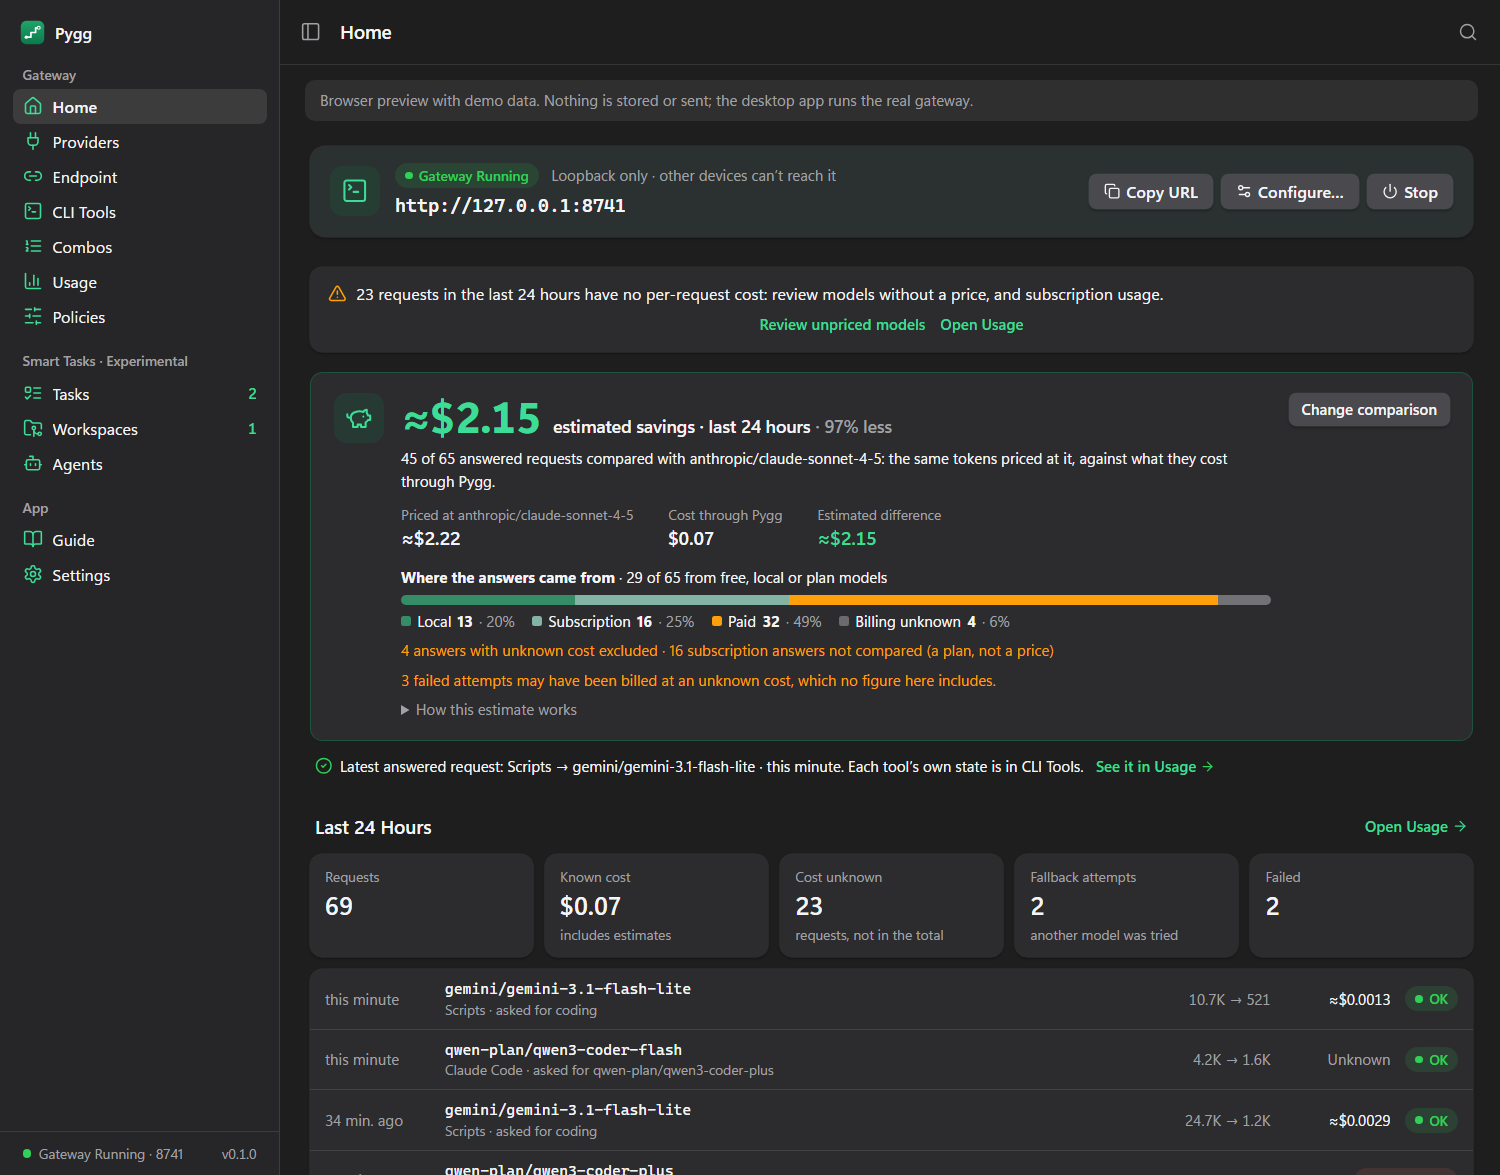 Pygg
Gateway
Home
Providers
Endpoint
CLI Tools
Combos
Usage
Policies
Smart Tasks · Experimental
Tasks 2
Workspaces 1
Agents
App
Guide
Settings
Gateway Running · 8741 v0.1.0
Home
Browser preview with demo data. Nothing is stored or sent; the desktop app runs the real gateway.
Gateway Running Loopback only · other devices can’t reach it
http://127.0.0.1:8741
Copy URL Configure... Stop
23 requests in the last 24 hours have no per-request cost: review models without a price, and subscription usage.
Review unpriced models Open Usage
≈$2.15 estimated savings · last 24 hours · 97% less
Change comparison
45 of 65 answered requests compared with anthropic/claude-sonnet-4-5: the same tokens priced at it, against what they cost
through Pygg.
Priced at anthropic/claude-sonnet-4-5 Cost through Pygg Estimated difference
≈$2.22 $0.07 ≈$2.15
Where the answers came from · 29 of 65 from free, local or plan models
Local 13 · 20% Subscription 16 · 25% Paid 32 · 49% Billing unknown 4 · 6%
4 answers with unknown cost excluded · 16 subscription answers not compared (a plan, not a price)
3 failed attempts may have been billed at an unknown cost, which no figure here includes.
How this estimate works
Latest answered request: Scripts → gemini/gemini-3.1-flash-lite · this minute. Each tool’s own state is in CLI Tools. See it in Usage →
Last 24 Hours Open Usage →
Requests
69
Known cost
$0.07
includes estimates
Cost unknown
23
requests, not in the total
Fallback attempts
2
another model was tried
Failed
2
this minute gemini/gemini-3.1-flash-lite 10.7K → 521 ≈$0.0013 OK
Scripts · asked for coding
this minute qwen-plan/qwen3-coder-flash 4.2K → 1.6K Unknown OK
Claude Code · asked for qwen-plan/qwen3-coder-plus
34 min. ago gemini/gemini-3.1-flash-lite 24.7K → 1.2K ≈$0.0029 OK
Scripts · asked for coding
qwen-plan/qwen3-coder-plus